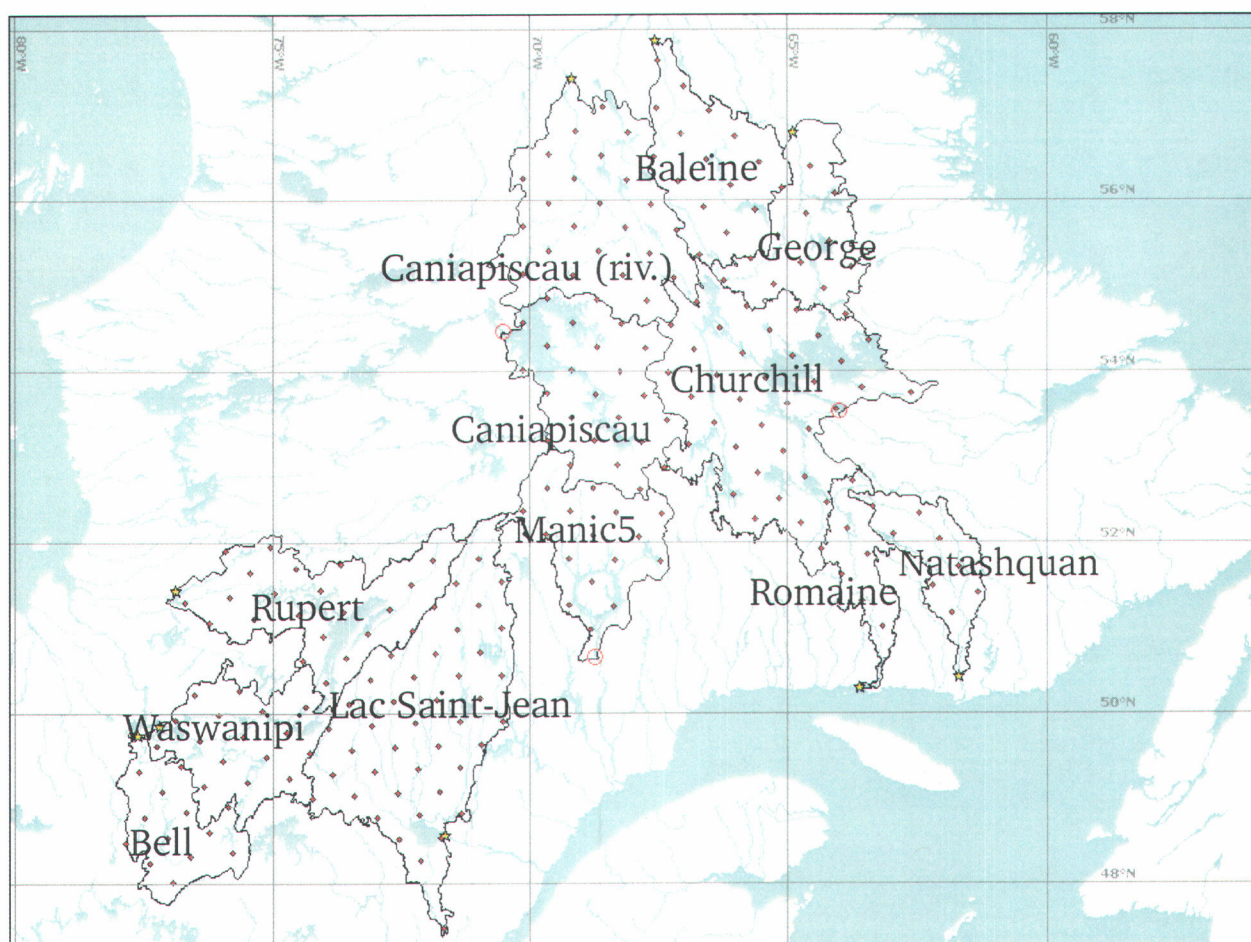 58°N
80°W
75°W
70°W
65°W
60°W
Baleine
56°N
George
Caniapiscau (riv.)
54°N
Churchill
Caniapiscau
Manic5
52°N
Natashquan
Romaine
Rupert
Lac Saint-Jean
50°N
Waswanipi
Bell
48°N